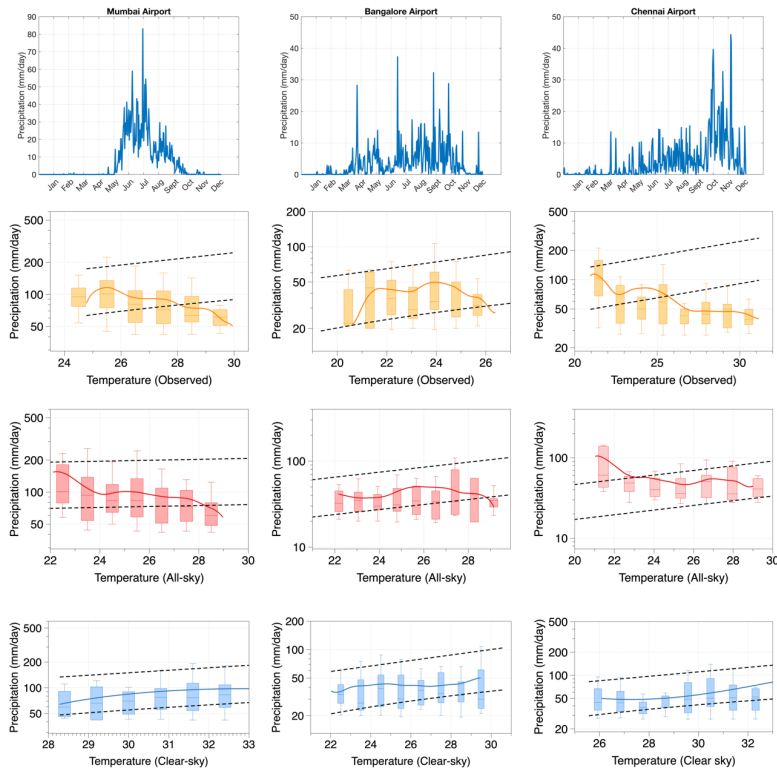 Mumbai Airport
Bangalore Airport
Chennai Airport
Precipitation (mm/day)
90
80
70
60
50
40
30
20
10
0
Jan Feb Mar Apr May Jun Jul Aug Sept Oct Nov Dec
Precipitation (mm/day)
50
40
30
20
10
0
Jan Feb Mar Apr May Jun Jul Aug Sept Oct Nov Dec
Precipitation (mm/day)
50
40
30
20
10
0
Jan Feb Mar Apr May Jun Jul Aug Sept Oct Nov Dec
Precipitation (mm/day)
500
200
100
50
24 26 28 30
Temperature (Observed)
Precipitation (mm/day)
200
100
50
20
20 22 24 26
Temperature (Observed)
Precipitation (mm/day)
500
200
100
50
20
22 24 26 28 30
Temperature (Observed)
Precipitation (mm/day)
500
200
100
50
22 24 26 28 30
Temperature (All-sky)
Precipitation (mm/day)
100
10
22 24 26 28
Temperature (All-sky)
Precipitation (mm/day)
100
10
20 22 24 26 28 30
Temperature (All-sky)
Precipitation (mm/day)
500
200
100
50
28 29 30 31 32 33
Temperature (Clear-sky)
Precipitation (mm/day)
200
100
50
20
22 24 26 28 30
Temperature (Clear-sky)
Precipitation (mm/day)
500
200
100
50
20
26 28 30 32
Temperature (Clear sky)